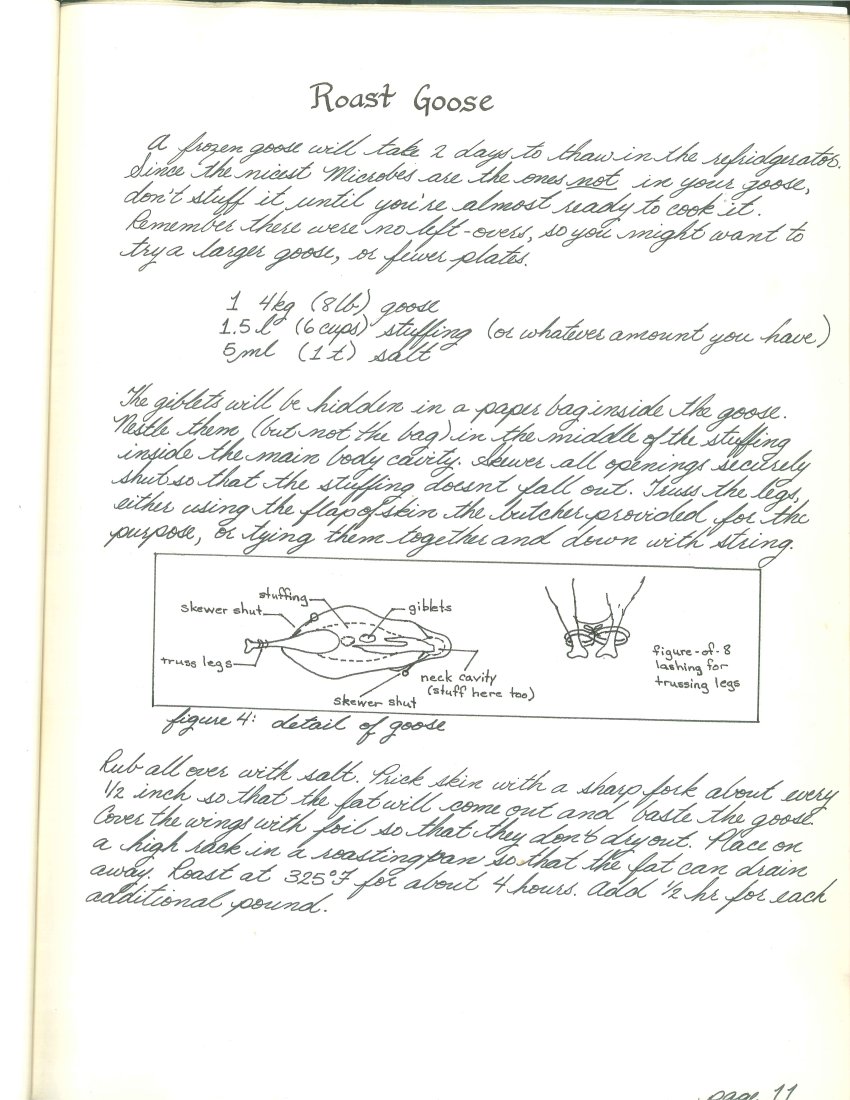 Roast Goose
A frozen goose will take 2 days to thaw in the refridgerator.
Since the nicest Microbes are the ones not in your goose,
don't stuff it until you're almost ready to cook it.
Remember there were no left-overs, so you might want to
try a larger goose, or fewer plates.
1 4kg (8lb) goose
1.5 l (6 cups) stuffing (or whatever amount you have)
5 ml (1 t) salt
The giblets will be hidden in a paper bag inside the goose.
Nestle them (but not the bag) in the middle of the stuffing
inside the main body cavity. Skewer all openings securely
shut so that the stuffing doesnt fall out. Truss the legs,
either using the flap of skin the butcher provided for the
purpose, or tying them together and down with string.
stuffing
skewer shut
giblets
truss legs
neck cavity
(stuff here too)
skewer shut
figure-of-8
lashing for
trussing legs
figure 4: detail of goose
Rub all over with salt. Prick skin with a sharp fork about every
1/2 inch so that the fat will come out and baste the goose.
Cover the wings with foil so that they don't dry out. Place on
a high rack in a roasting pan so that the fat can drain
away. Roast at 325°F for about 4 hours. Add 1/2 hr for each
additional pound.
page 11